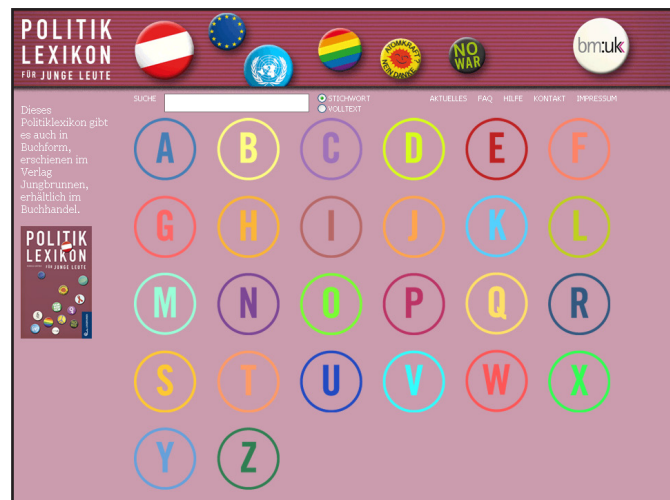 POLITIK
LEXIKON
FÜR JUNGE LEUTE
ATOMKRAFT?
NEIN DANKE
NO
WAR
bm:uk
SUCHE
STICHWORT
VOLLTEXT
AKTUELLES FAQ HILFE KONTAKT IMPRESSUM
Dieses
Politiklexikon gibt
es auch in
Buchform,
erschienen im
Verlag
Jungbrunnen,
erhältlich im
Buchhandel.
POLITIK
LEXIKON
FÜR JUNGE LEUTE
A B C D E F
G H I J K L
M N O P Q R
S T U V W X
Y Z